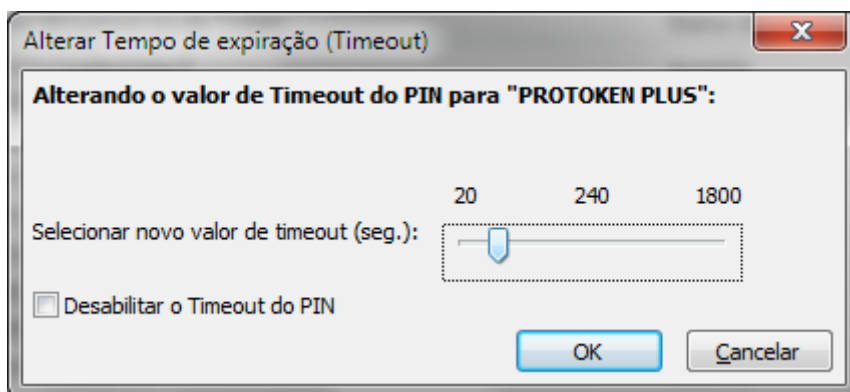 Alterar Tempo de expiração (Timeout)
Alterando o valor de Timeout do PIN para "PROTOKEN PLUS":
20 240 1800
Selecionar novo valor de timeout (seg.):
Desabilitar o Timeout do PIN
OK Cancelar